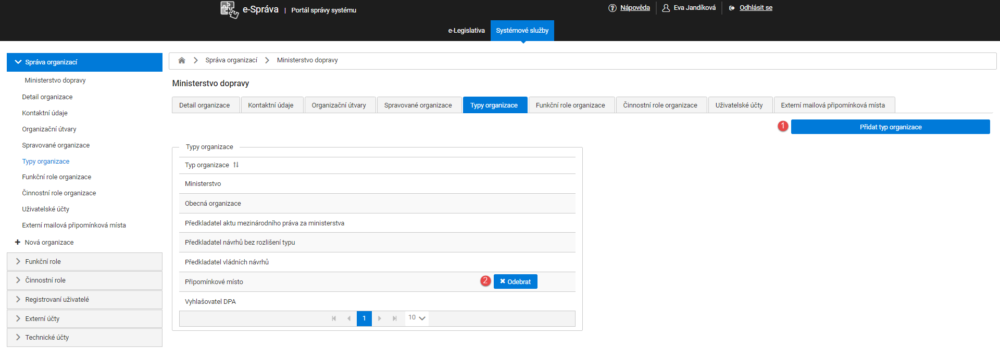 e-Správa | Portál správy systému
Nápověda
Eva Jandíková
Odhlásit se
e-Legislativa
Systémové služby
Správa organizací
Ministerstvo dopravy
Detail organizace
Kontaktní údaje
Organizační útvary
Spravované organizace
Typy organizace
Funkční role organizace
Činnostní role organizace
Uživatelské účty
Externí mailová připomínková místa
Nová organizace
Funkční role
Činnostní role
Registrovaní uživatelé
Externí účty
Technické účty
Správa organizací
Ministerstvo dopravy
Ministerstvo dopravy
Detail organizace
Kontaktní údaje
Organizační útvary
Spravované organizace
Typy organizace
Funkční role organizace
Činnostní role organizace
Uživatelské účty
Externí mailová připomínková místa
1
Přidat typ organizace
Typy organizace
Typ organizace
Ministerstvo
Obecná organizace
Předkladatel aktu mezinárodního práva za ministerstva
Předkladatel návrhů bez rozlišení typu
Předkladatel vládních návrhů
Připomínkové místo
2
Odebrat
Vyhlašovatel DPA
1
10